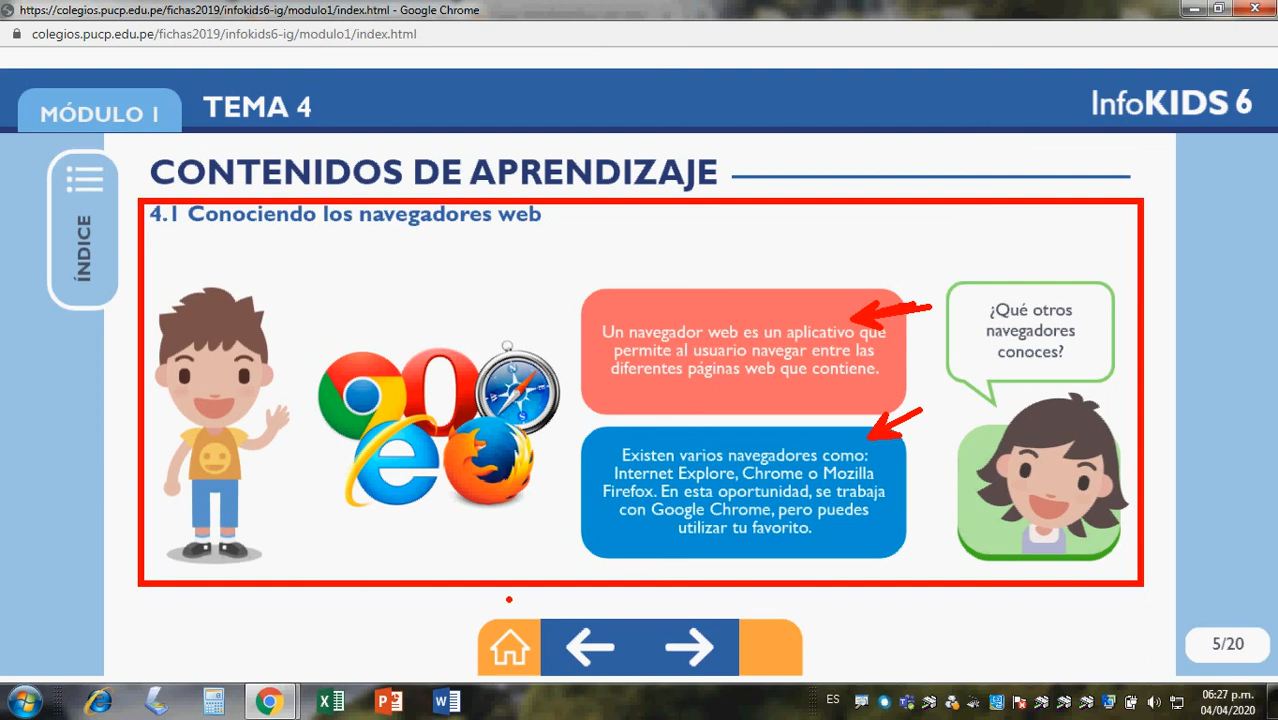 https://colegios.pucp.edu.pe/fichas2019/infokids6-ig/modulo1/index.html - Google Chrome
colegios.pucp.edu.pe/fichas2019/infokids6-ig/modulo1/index.html
MÓDULO 1
TEMA 4
InfoKIDS 6
ÍNDICE
CONTENIDOS DE APRENDIZAJE
4.1 Conociendo los navegadores web
Un navegador web es un aplicativo que
permite al usuario navegar entre las
diferentes páginas web que contiene.
¿Qué otros
navegadores
conoces?
Existen varios navegadores como:
Internet Explore, Chrome o Mozilla
Firefox. En esta oportunidad, se trabaja
con Google Chrome, pero puedes
utilizar tu favorito.
5/20
ES
06:27 p.m.
04/04/2020